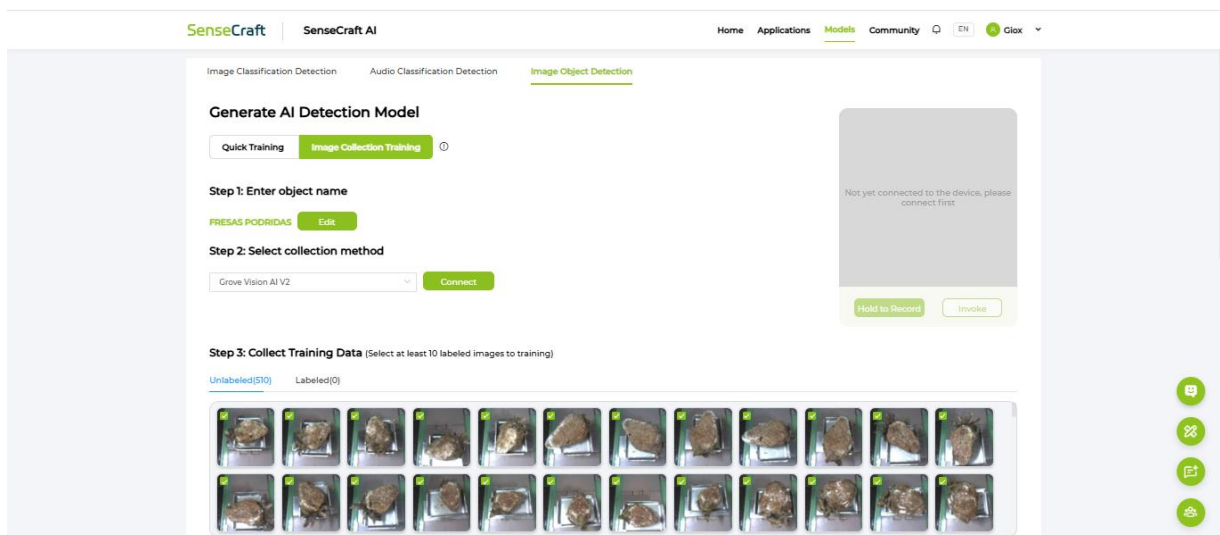 SenseCraft SenseCraft AI Home Applications Models Community EN Giox
Image Classification Detection Audio Classification Detection Image Object Detection
Generate AI Detection Model
Quick Training Image Collection Training
Step 1: Enter object name
Not yet connected to the device, please
connect first
FRESAS PODRIDAS Edit
Step 2: Select collection method
Grove Vision AI V2 Connect
Hold to Record Invoke
Step 3: Collect Training Data (Select at least 10 labeled images to training)
Unlabeled(510) Labeled(0)